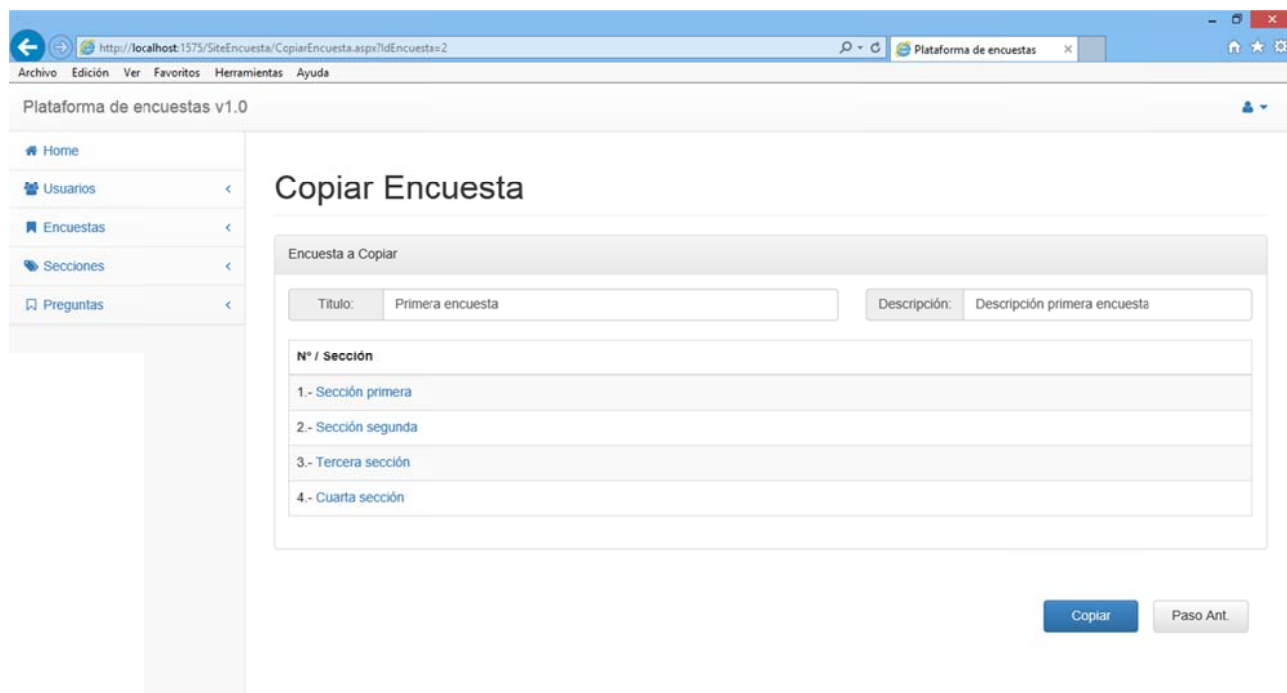 http://localhost:1575/SiteEncuesta/CopiarEncuesta.aspx?IdEncuesta=2
Plataforma de encuestas
Archivo Edición Ver Favoritos Herramientas Ayuda
Plataforma de encuestas v1.0
Home
Usuarios
Encuestas
Secciones
Preguntas
Copiar Encuesta
Encuesta a Copiar
Titulo: Primera encuesta Descripción: Descripción primera encuesta
Nº / Sección
1.- Sección primera
2.- Sección segunda
3.- Tercera sección
4.- Cuarta sección
Copiar Paso Ant.